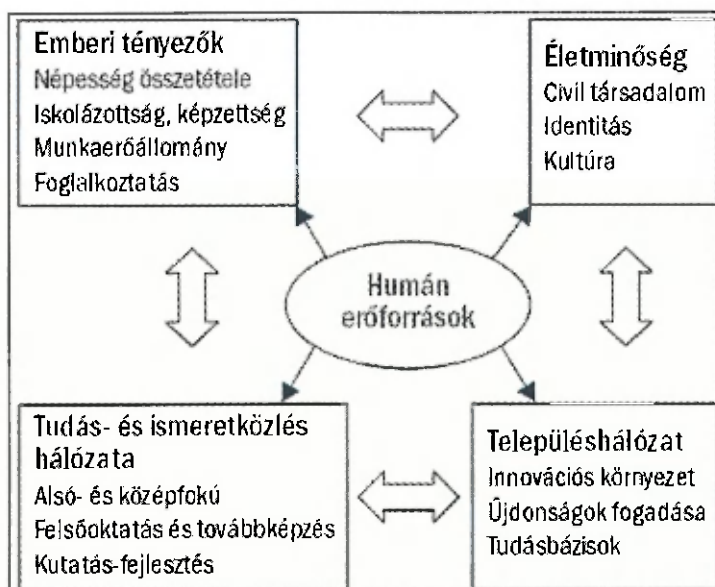 Emberi tényezők
Népesség összetétele
Iskolázottság, képzettség
Munkaerőállomány
Foglalkoztatás
Életminőség
Civil társadalom
Identitás
Kultúra
Humán
erőforrások
Tudás- és ismeretközlés
hálózata
Alsó- és középfokú
Felsőoktatás és továbbképzés
Kutatás-fejlesztés
Településhálózat
Innovációs környezet
Újdonságok fogadása
Tudásbázisok